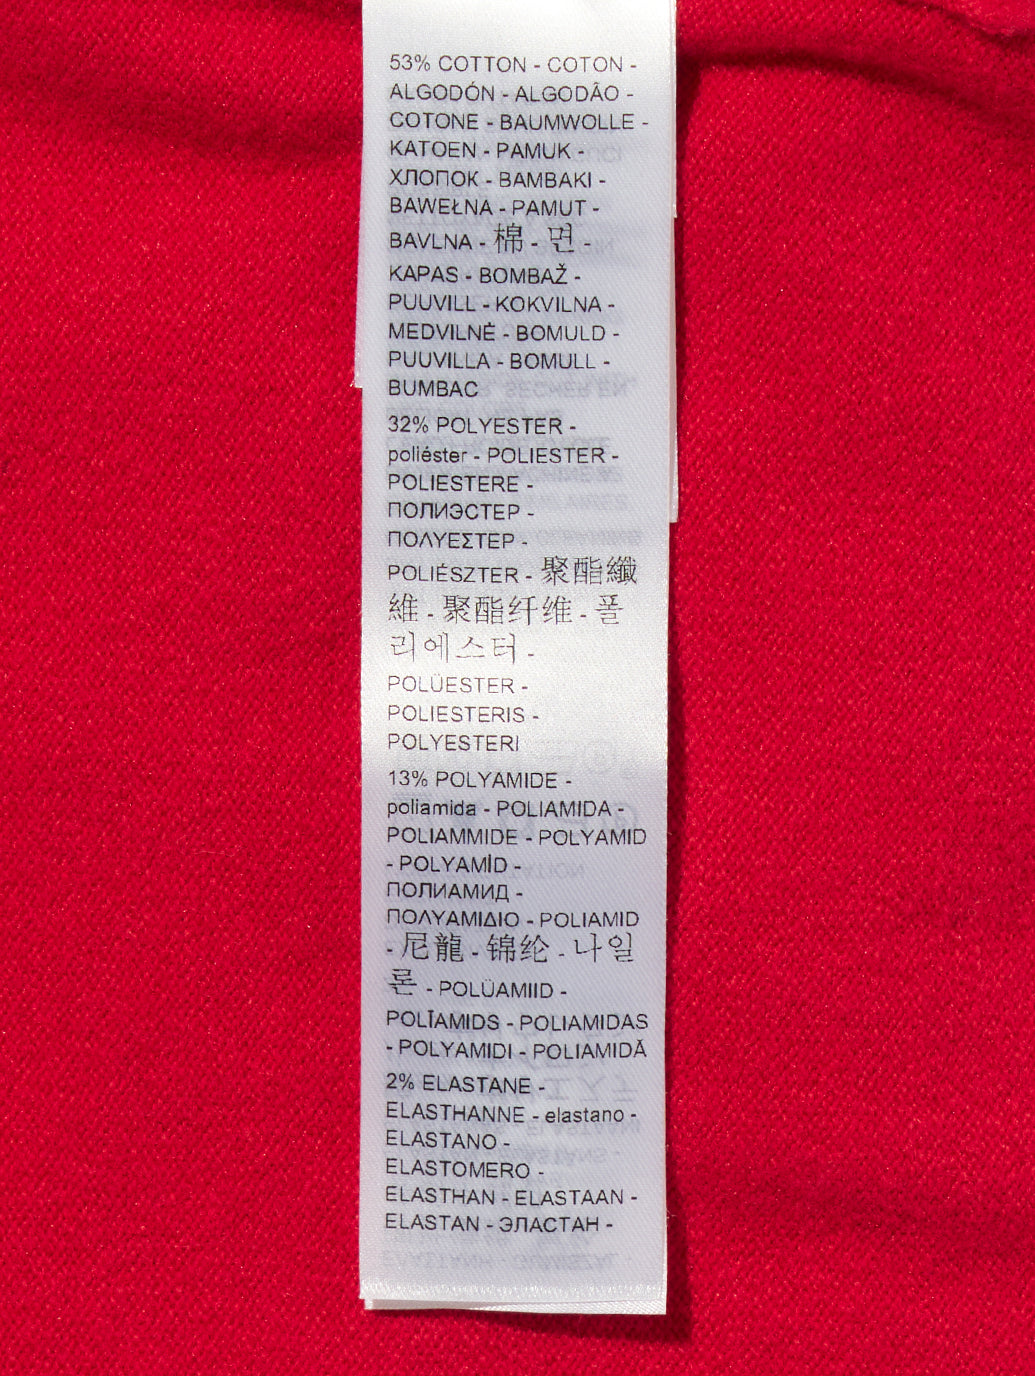 53% COTTON - COTON -
ALGODÓN - ALGODÃO -
COTONE - BAUMWOLLE -
KATOEN - PAMUK -
ХЛОПОК - BAMBAKI -
BAWEŁNA - PAMUT -
BAVLNA - 棉 - 면 -
KAPAS - BOMBAŽ -
PUUVILL - KOKVILNA -
MEDVILNĖ - BOMULD -
PUUVILLA - BOMULL -
BUMBAC
32% POLYESTER -
poliéster - POLIESTER -
POLIESTERE -
ПОЛИЭСТЕР -
ΠΟΛΥΕΣΤΕΡ -
POLIÉSZTER - 聚酯纖
維 - 聚酯纤维 - 폴
리에스터 -
POLÜESTER -
POLIESTERIS -
POLYESTERI
13% POLYAMIDE -
poliamida - POLIAMIDA -
POLIAMMIDE - POLYAMID
- POLYAMİD -
ПОЛИАМИД -
ΠΟΛΥΑΜΙΔΙΟ - POLIAMID
- 尼龍 - 锦纶 - 나일
론 - POLÜAMIID -
POLĪAMIDS - POLIAMIDAS
- POLYAMIDI - POLIAMIDĂ
2% ELASTANE -
ELASTHANNE - elastano -
ELASTANO -
ELASTOMERO -
ELASTHAN - ELASTAAN -
ELASTAN - ЭЛАСТАН -